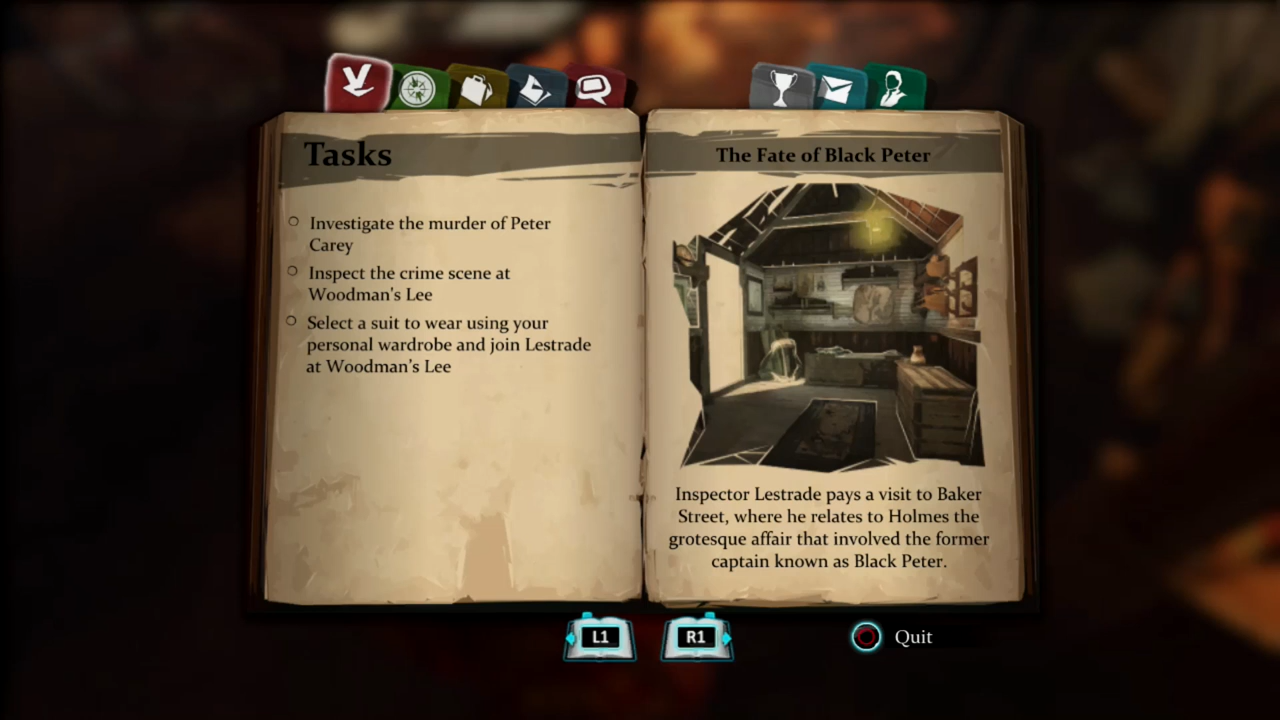 Tasks
Investigate the murder of Peter
Carey
Inspect the crime scene at
Woodman's Lee
Select a suit to wear using your
personal wardrobe and join Lestrade
at Woodman's Lee
The Fate of Black Peter
Inspector Lestrade pays a visit to Baker
Street, where he relates to Holmes the
grotesque affair that involved the former
captain known as Black Peter.
L1
R1
Quit